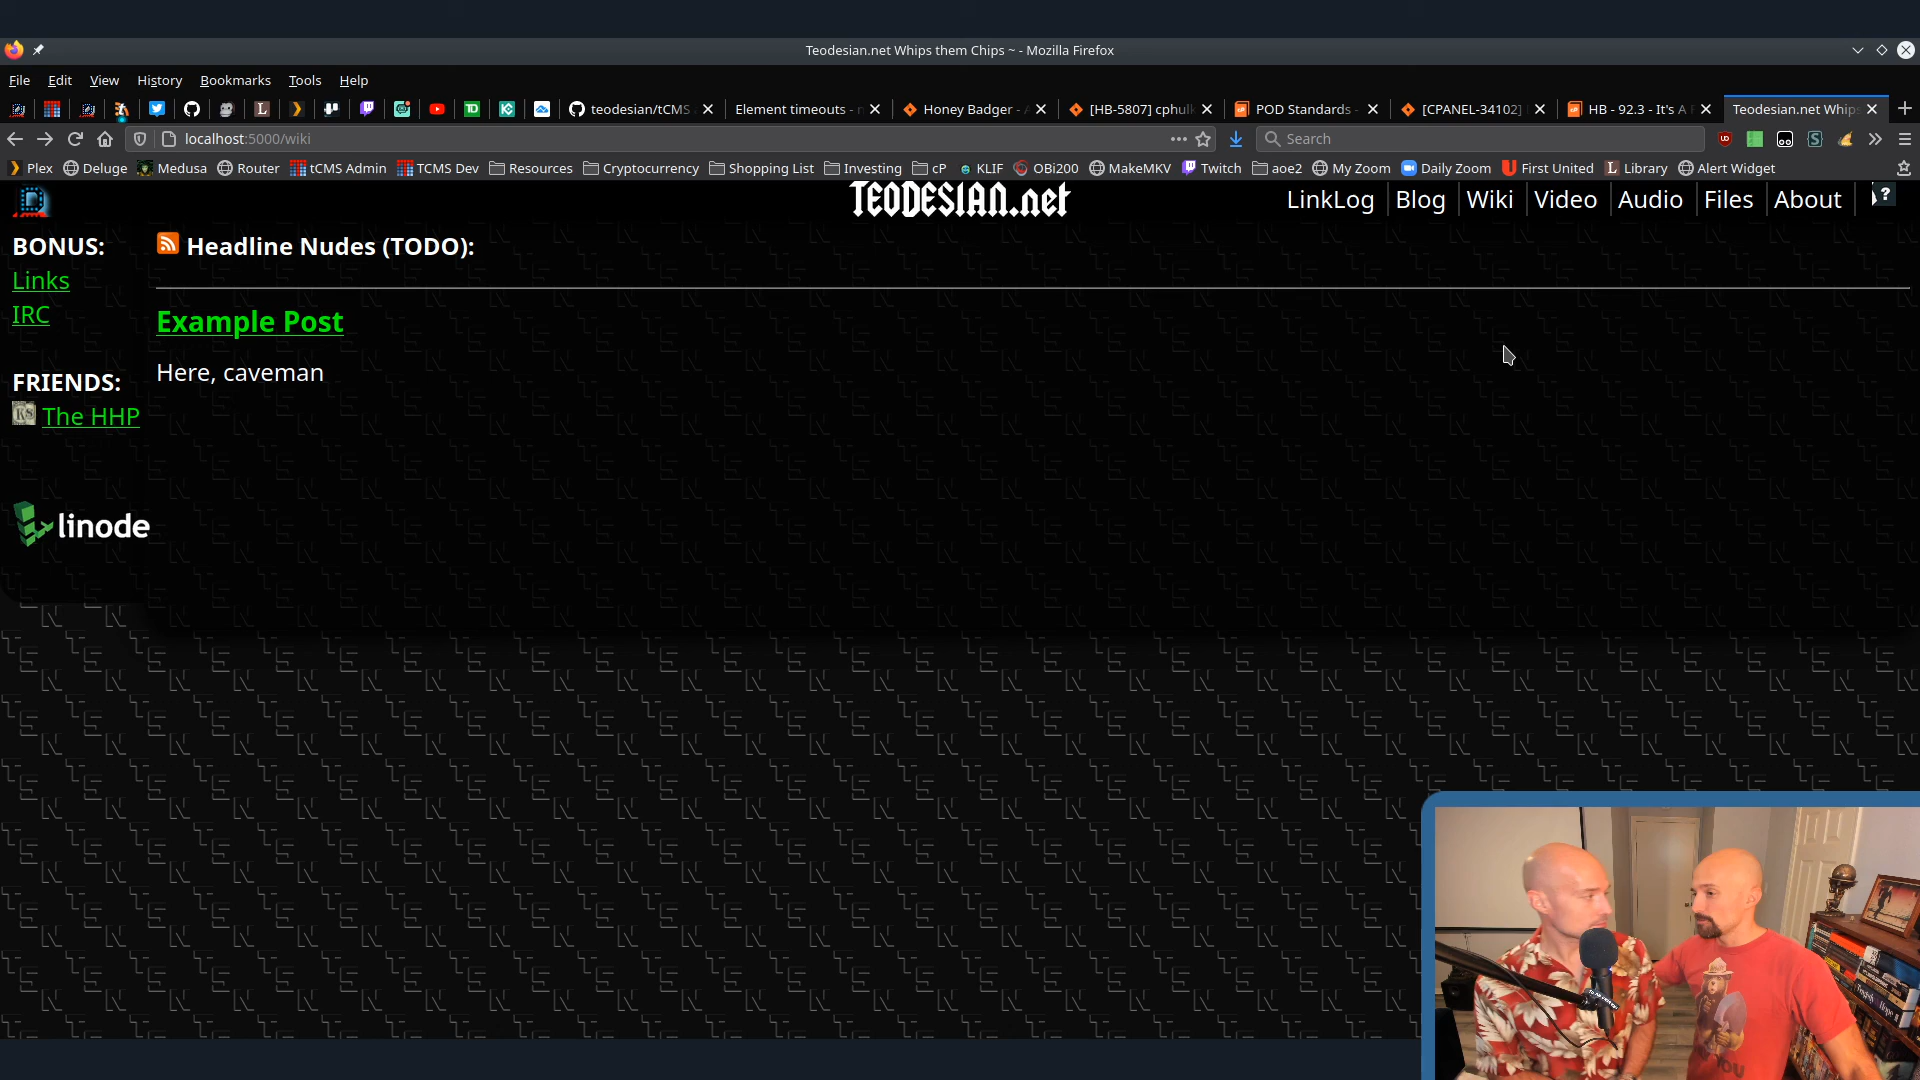 Teodesian.net Whips them Chips ~ - Mozilla Firefox
File Edit View History Bookmarks Tools Help
teodesian/tCMS Element timeouts - Honey Badger - [HB-5807] cphulk POD Standards - [CPANEL-34102] HB - 92.3 - It's A Teodesian.net Whips
localhost:5000/wiki Search
Plex Deluge Medusa Router tCMS Admin TCMS Dev Resources Cryptocurrency Shopping List Investing cP KLIF OBi200 MakeMKV Twitch aoe2 My Zoom Daily Zoom First United Library Alert Widget
TEODESIAN.net
LinkLog Blog Wiki Video Audio Files About ?
BONUS:
Links
IRC
FRIENDS:
The HHP
linode
Headline Nudes (TODO):
Example Post
Here, caveman
YOU